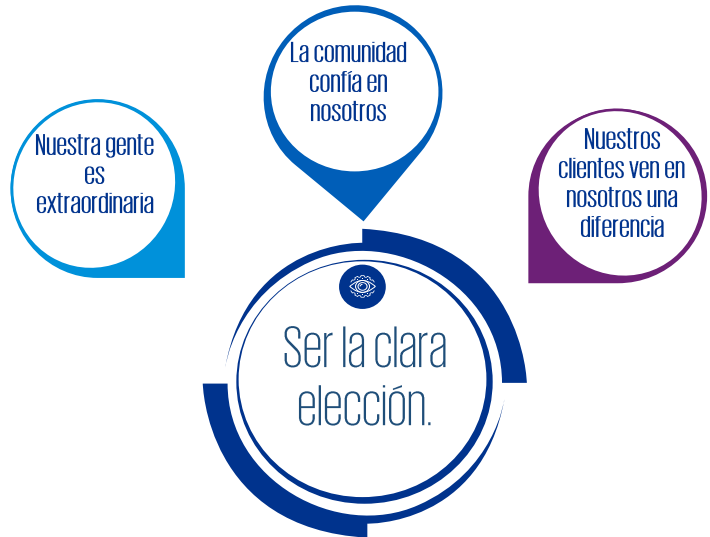 La comunidad
confía en
nosotros
Nuestra gente
es
extraordinaria
Nuestros
clientes ven en
nosotros una
diferencia
Ser la clara
elección.